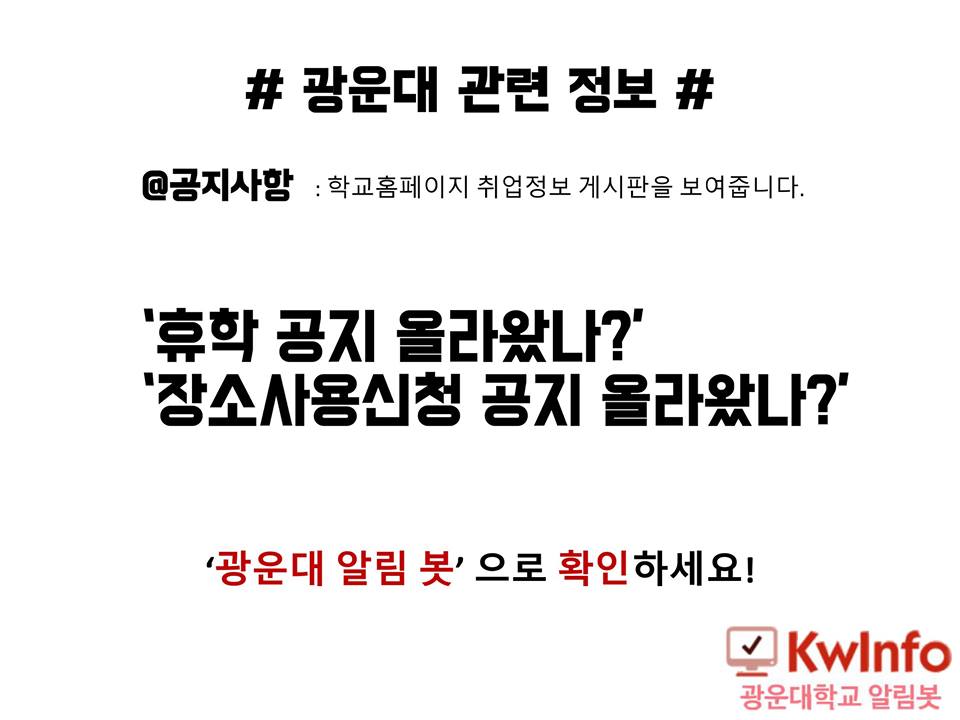 # 광운대 관련 정보 #
@공지사항 : 학교홈페이지 취업정보 게시판을 보여줍니다.
‘휴학 공지 올라왔나?’
‘장소사용신청 공지 올라왔나?’
‘광운대 알림 봇’ 으로 확인하세요!
KwInfo
광운대학교 알림봇